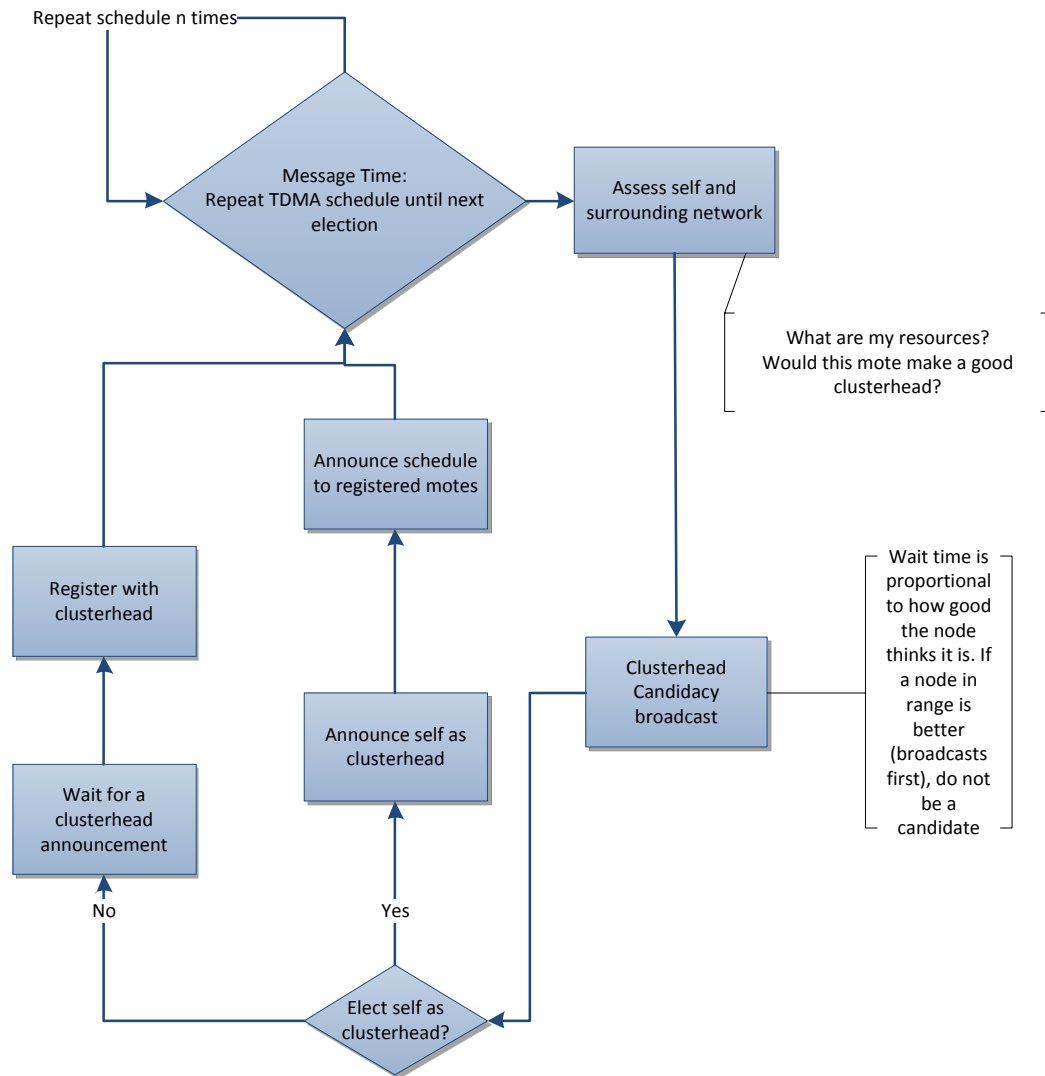 Repeat schedule n times
Message Time:
Repeat TDMA schedule until next
election
Assess self and
surrounding network
What are my resources?
Would this mote make a good
clusterhead?
Announce schedule
to registered motes
Register with
clusterhead
Wait time is
proportional
to how good
the node
thinks it is. If
a node in
range is
better
(broadcasts
first), do not
be a
candidate
Clusterhead
Candidacy
broadcast
Announce self as
clusterhead
Wait for a
clusterhead
announcement
No
Yes
Elect self as
clusterhead?